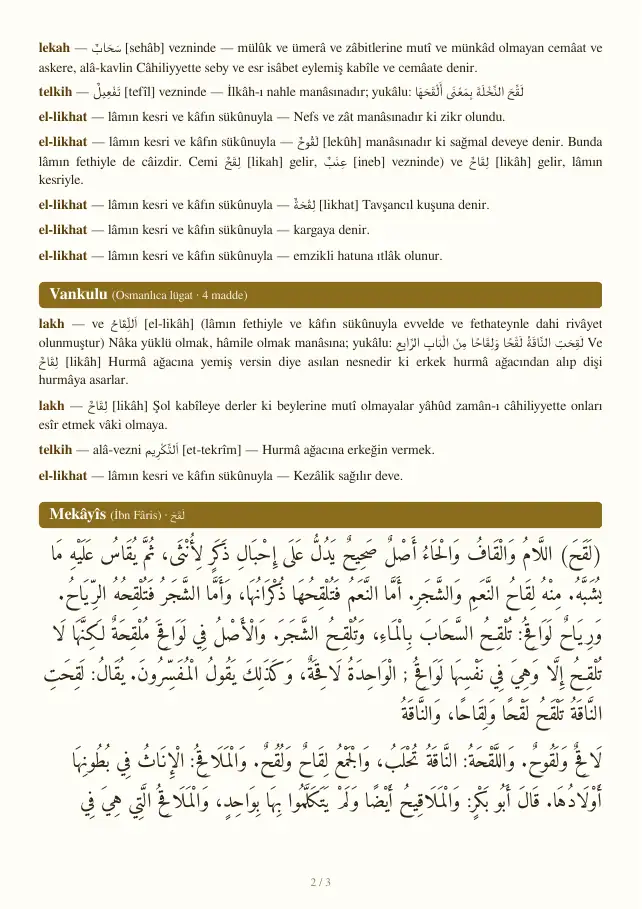 lekah — سَحَابٌ [sehâb] vezninde — mülûk ve ümerâ ve zâbitlerine mutî ve münkâd olmayan cemâat ve
askere, alâ-kavlin Câhiliyyette seby ve esr isâbet eylemiş kabîle ve cemâate denir.
telkih — تَفْعِيلٌ [tefîl] vezninde — İlkâh-ı nahle manâsınadır; yukâlu: لَقَّحَ النَّخْلَةَ بِمَعْنَى أَلْقَحَهَا
el-likhat — lâmın kesri ve kâfın sükûnuyla — Nefs ve zât manâsınadır ki zikr olundu.
el-likhat — lâmın kesri ve kâfın sükûnuyla — لَقُوحٌ [lekûh] manâsınadır ki sağmal deveye denir. Bunda
lâmın fethiyle de câizdir. Cemi لِقَحٌ [likah] gelir, عِنَبٌ [ineb] vezninde) ve لِقَاحٌ [likâh] gelir, lâmın
kesriyle.
el-likhat — lâmın kesri ve kâfın sükûnuyla — لِقْحَةٌ [likhat] Tavşancıl kuşuna denir.
el-likhat — lâmın kesri ve kâfın sükûnuyla — kargaya denir.
el-likhat — lâmın kesri ve kâfın sükûnuyla — emzikli hatuna ıtlâk olunur.
Vankulu (Osmanlıca lügat · 4 madde)
lakh — ve اَللِّقَاحُ [el-likâh] (lâmın fethiyle ve kâfın sükûnuyla evvelde ve fethateynle dahi rivâyet
olunmuştur) Nâka yüklü olmak, hâmile olmak manâsına; yukâlu: لَقِحَتِ النَّاقَةُ لَقَحًا وَلِقَاحًا مِنَ الْبَابِ الرَّابِعِ Ve
لِقَاحٌ [likâh] Hurmâ ağacına yemiş versin diye asılan nesnedir ki erkek hurmâ ağacından alıp dişi
hurmâya asarlar.
lakh — لِقَاحٌ [likâh] Şol kabîleye derler ki beylerine mutî olmayalar yâhûd zamân-ı câhiliyyette onları
esîr etmek vâki olmaya.
telkih — alâ-vezni اَلتَّكْرِيم [et-tekrîm] — Hurmâ ağacına erkeğin vermek.
el-likhat — lâmın kesri ve kâfın sükûnuyla — Kezâlik sağılır deve.
Mekâyîs (İbn Fâris) · لَقَحَ
(لَقَحَ) اللَّامُ وَالْقَافُ وَالْحَاءُ أَصْلٌ صَحِيحٌ يَدُلُّ عَلَى إِحْبَالِ ذَكَرٍ لِأُنْثَى، ثُمَّ يُقَاسُ عَلَيْهِ مَا
يُشَبَّهُ. مِنْهُ لِقَاحُ النَّعَمِ وَالشَّجَرِ. أَمَّا النَّعَمُ فَتُلْقِحُهَا ذُكْرَانُهَا، وَأَمَّا الشَّجَرُ فَتُلْقِحُهُ الرِّيَاحُ.
وَرِيَاحٌ لَوَاقِحُ: تُلْقِحُ السَّحَابَ بِالْمَاءِ، وَتُلْقِحُ الشَّجَرَ. وَالْأَصْلُ فِي لَوَاقِحَ مُلْقِحَةٌ لَكِنَّهَا لَا
تُلْقِحُ إِلَّا وَهِيَ فِي نَفْسِهَا لَوَاقِحُ ; الْوَاحِدَةُ لَاقِحَةٌ، وَكَذَلِكَ يَقُولُ الْمُفَسِّرُونَ. يُقَالُ: لَقِحَتِ
النَّاقَةُ تَلْقَحُ لَقْحًا وَلِقَاحًا، وَالنَّاقَةُ
لَاقِحٌ وَلَقُوحٌ. وَاللِّقْحَةُ: النَّاقَةُ تُحْلَبُ، وَالْجَمْعُ لِقَاحٌ وَلُقُحٌ. وَالْمَلَاقِحُ: الْإِنَاثُ فِي بُطُونِهَا
أَوْلَادُهَا. قَالَ أَبُو بَكْرٍ: وَالْمَلَاقِيحُ أَيْضًا وَلَمْ يَتَكَلَّمُوا بِهَا بِوَاحِدٍ، وَالْمَلَاقِحُ الَّتِي هِيَ فِي
2 / 3